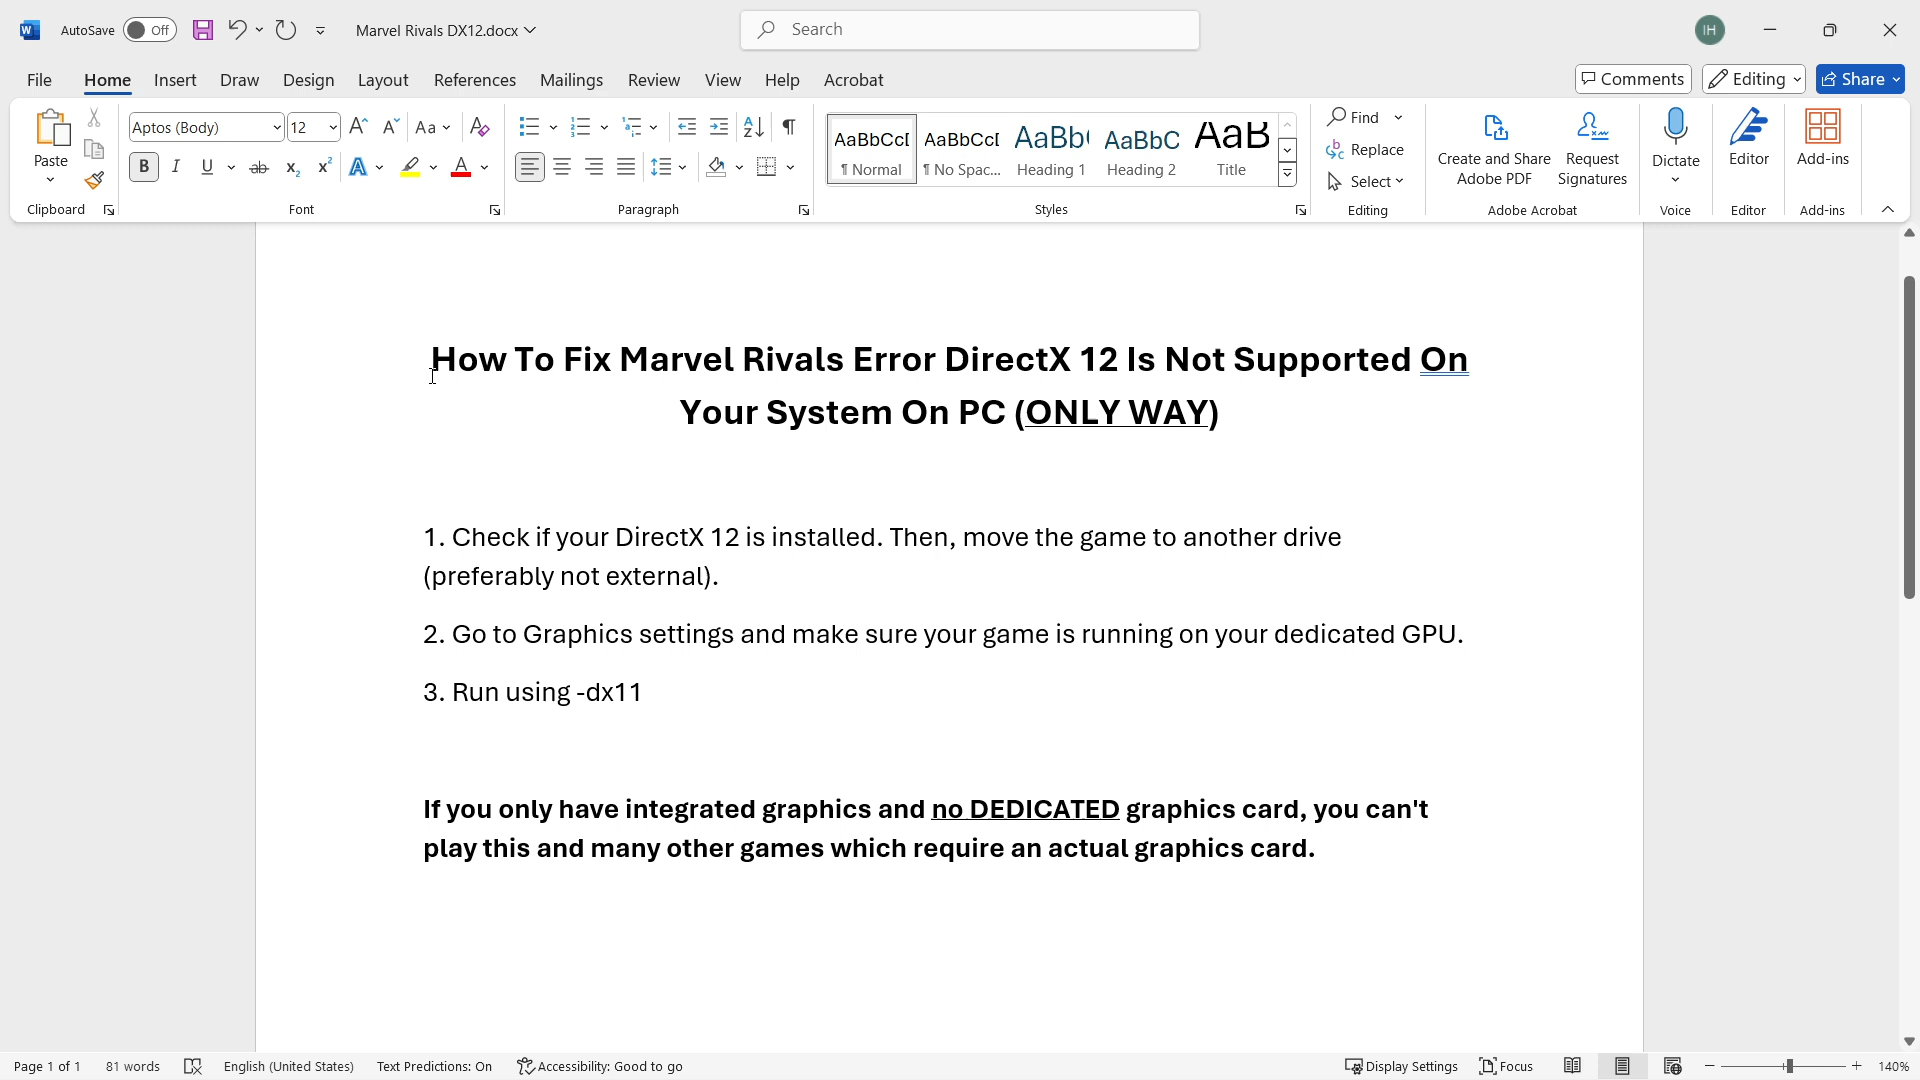 AutoSave Off Marvel Rivals DX12.docx Search IH
File Home Insert Draw Design Layout References Mailings Review View Help Acrobat Comments Editing Share
Paste
Clipboard
Aptos (Body) 12 Aa
B I U ab x₂ x² A A
Font
Paragraph
AaBbCcI AaBbCcI AaBb( AaBbC AaB
¶ Normal ¶ No Spac... Heading 1 Heading 2 Title
Styles
Find
Replace
Select
Editing
Create and Share
Adobe PDF
Request
Signatures
Adobe Acrobat
Dictate
Voice
Editor
Editor
Add-ins
Add-ins
How To Fix Marvel Rivals Error DirectX 12 Is Not Supported On
Your System On PC (ONLY WAY)
1. Check if your DirectX 12 is installed. Then, move the game to another drive
(preferably not external).
2. Go to Graphics settings and make sure your game is running on your dedicated GPU.
3. Run using -dx11
If you only have integrated graphics and no DEDICATED graphics card, you can't
play this and many other games which require an actual graphics card.
Page 1 of 1 81 words English (United States) Text Predictions: On Accessibility: Good to go Display Settings Focus 140%